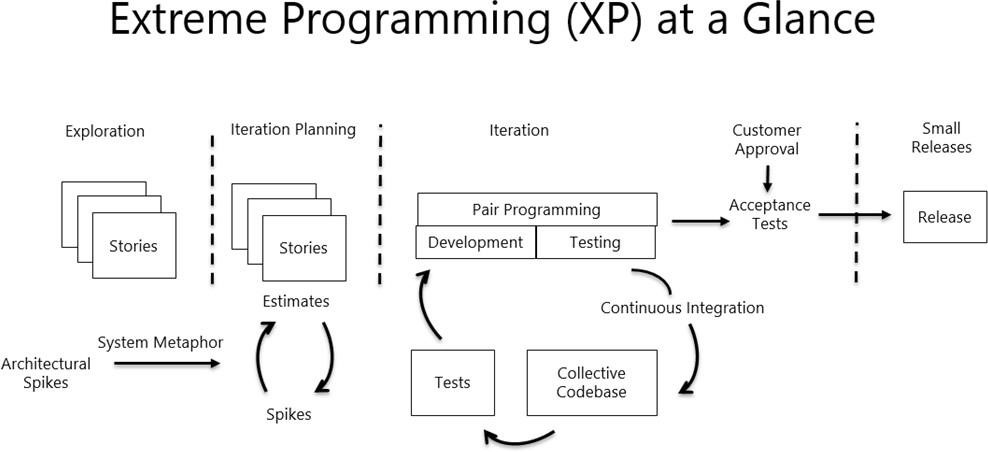 Extreme Programming (XP) at a Glance
Exploration
Iteration Planning
Iteration
Customer
Approval
Small
Releases
Stories
Stories
Pair Programming
Development
Testing
Acceptance
Tests
Release
Estimates
Continuous Integration
System Metaphor
Architectural
Spikes
Spikes
Tests
Collective
Codebase